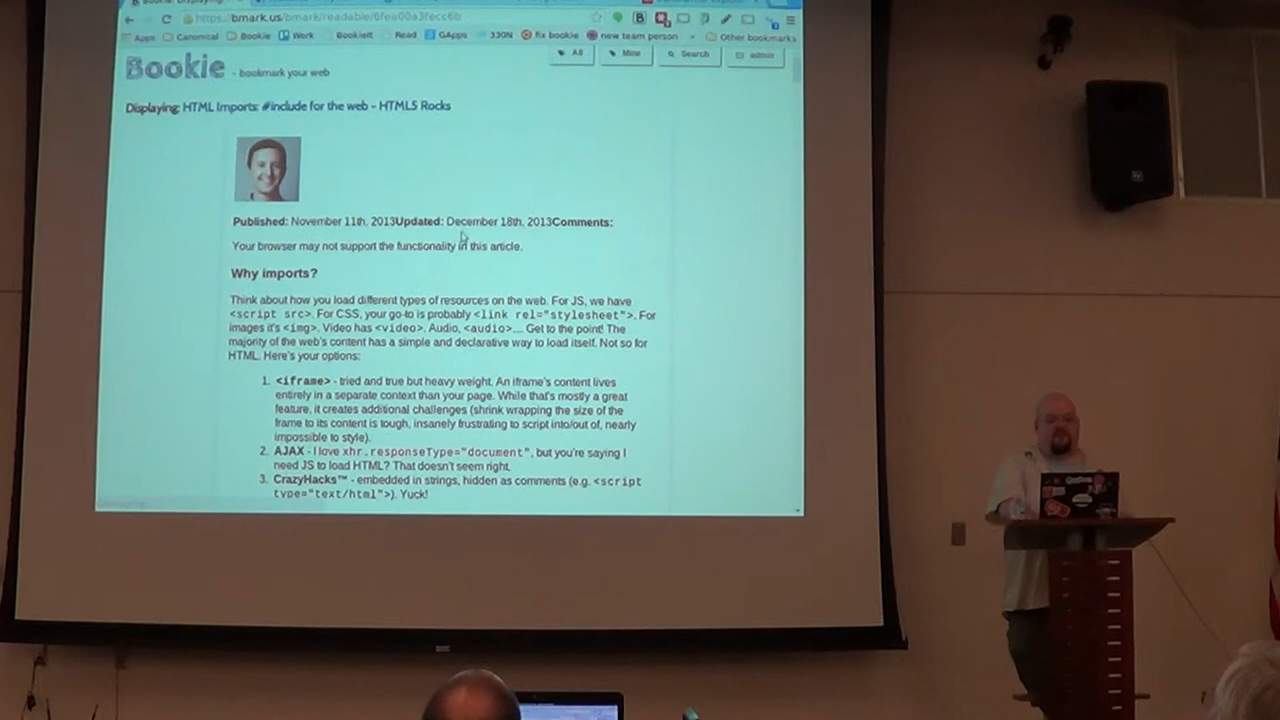 https://bmark.us/bmark/readable/6fea00a3fecc6b
Apps Canonical Bookie Work Bookielt Read GApps 330N fix bookie new team person » Other bookmarks
Bookie - bookmark your web
All Mine Search admin
Displaying: HTML Imports: #include for the web - HTML5 Rocks
Published: November 11th, 2013Updated: December 18th, 2013Comments:
Your browser may not support the functionality in this article.
Why imports?
Think about how you load different types of resources on the web. For JS, we have
<script src>. For CSS, your go-to is probably <link rel="stylesheet">. For
images it's <img>. Video has <video>. Audio, <audio>.... Get to the point! The
majority of the web's content has a simple and declarative way to load itself. Not so for
HTML. Here's your options:
1. <iframe> - tried and true but heavy weight. An iframe's content lives
entirely in a separate context than your page. While that's mostly a great
feature, it creates additional challenges (shrink wrapping the size of the
frame to its content is tough, insanely frustrating to script into/out of, nearly
impossible to style).
2. AJAX - I love xhr.responseType="document", but you're saying I
need JS to load HTML? That doesn't seem right.
3. CrazyHacks™ - embedded in strings, hidden as comments (e.g. <script
type="text/html">). Yuck!